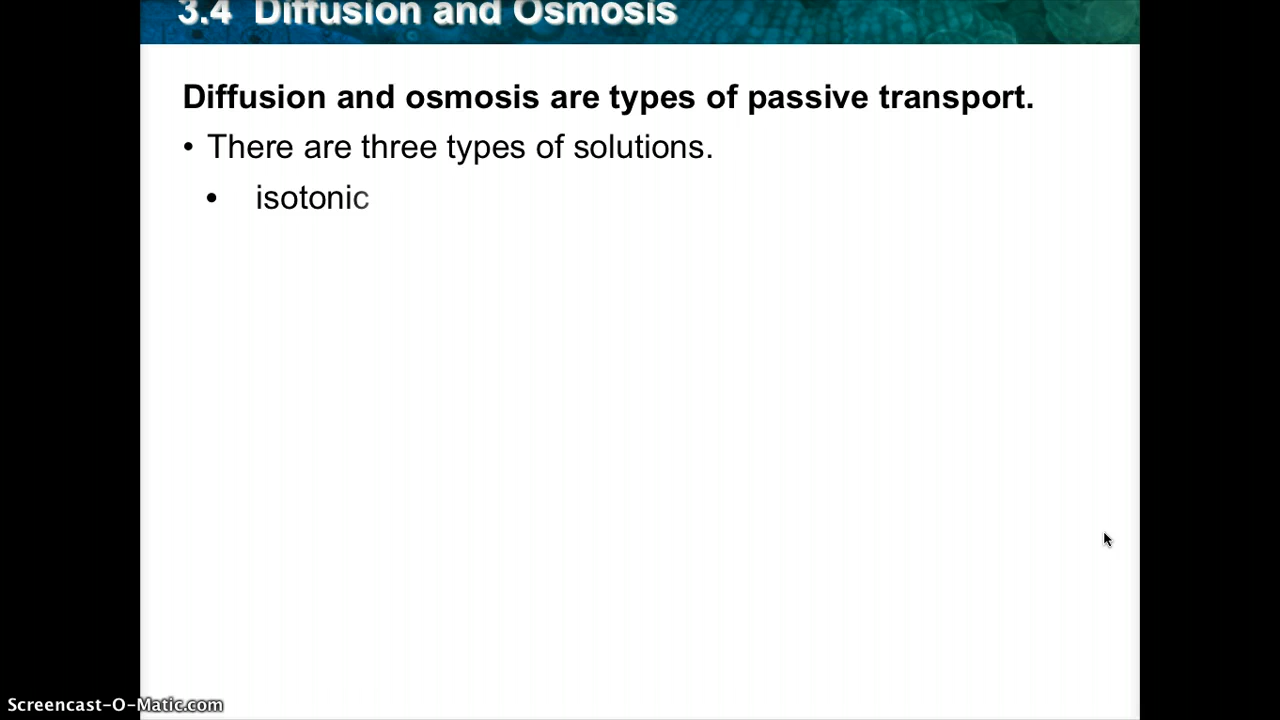 3.4 Diffusion and Osmosis
Diffusion and osmosis are types of passive transport.
• There are three types of solutions.
• isotonic
Screencast-O-Matic.com